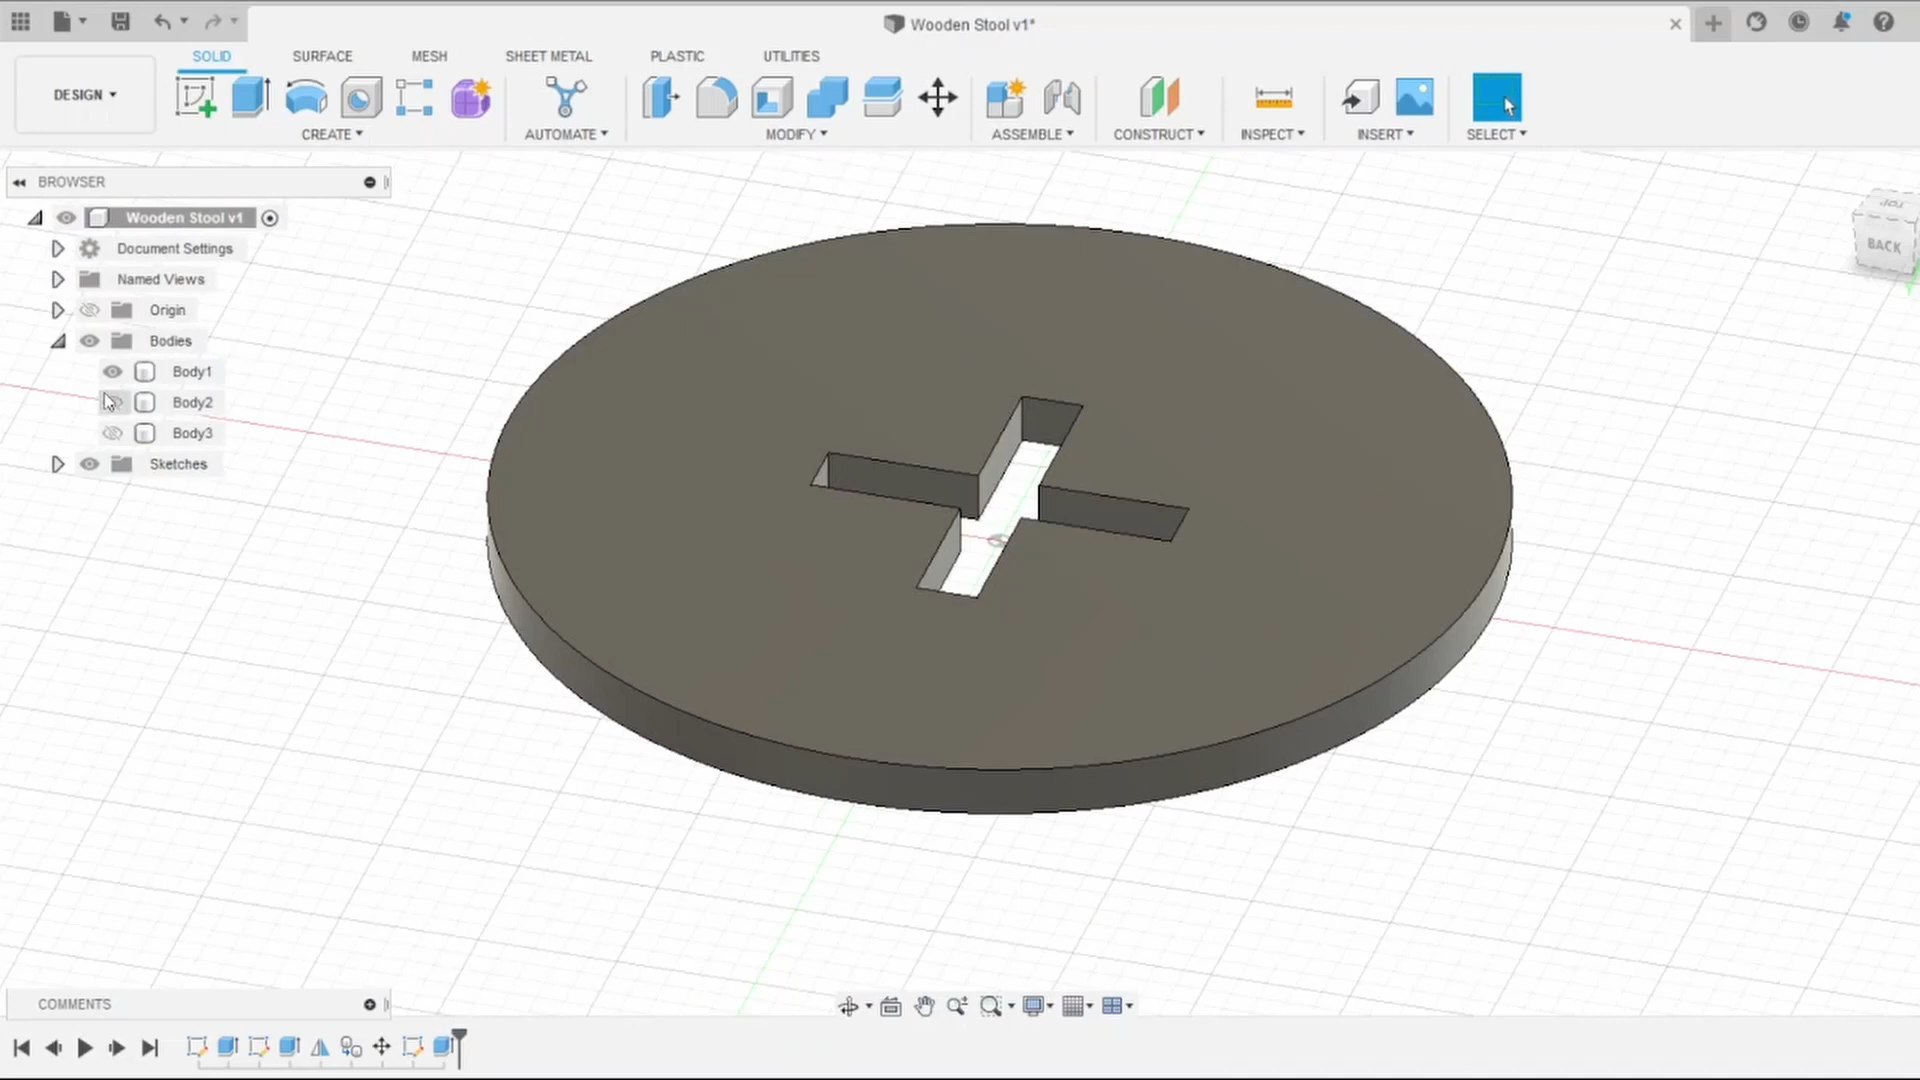 Wooden Stool v1*
SOLID SURFACE MESH SHEET METAL PLASTIC UTILITIES
DESIGN
CREATE AUTOMATE MODIFY ASSEMBLE CONSTRUCT INSPECT INSERT SELECT
BROWSER
Wooden Stool v1
Document Settings
Named Views
Origin
Bodies
Body1
Body2
Body3
Sketches
TOP
BACK
COMMENTS